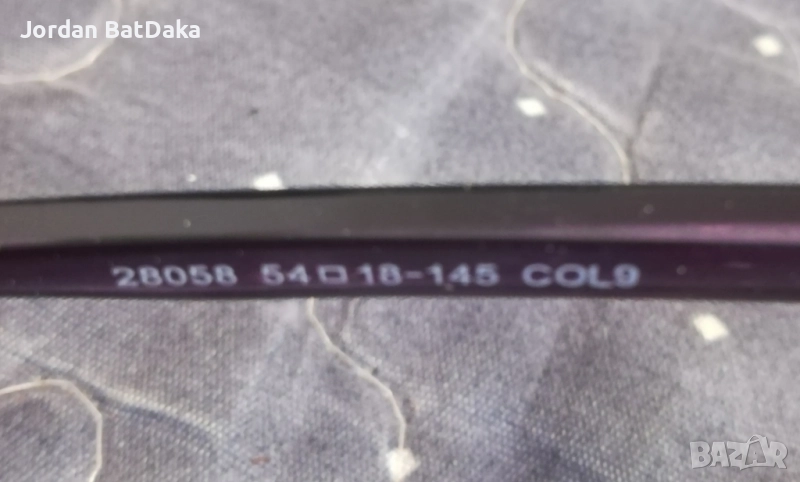 Jordan BatDaka
28058 54□18-145 COL9
BAZAR